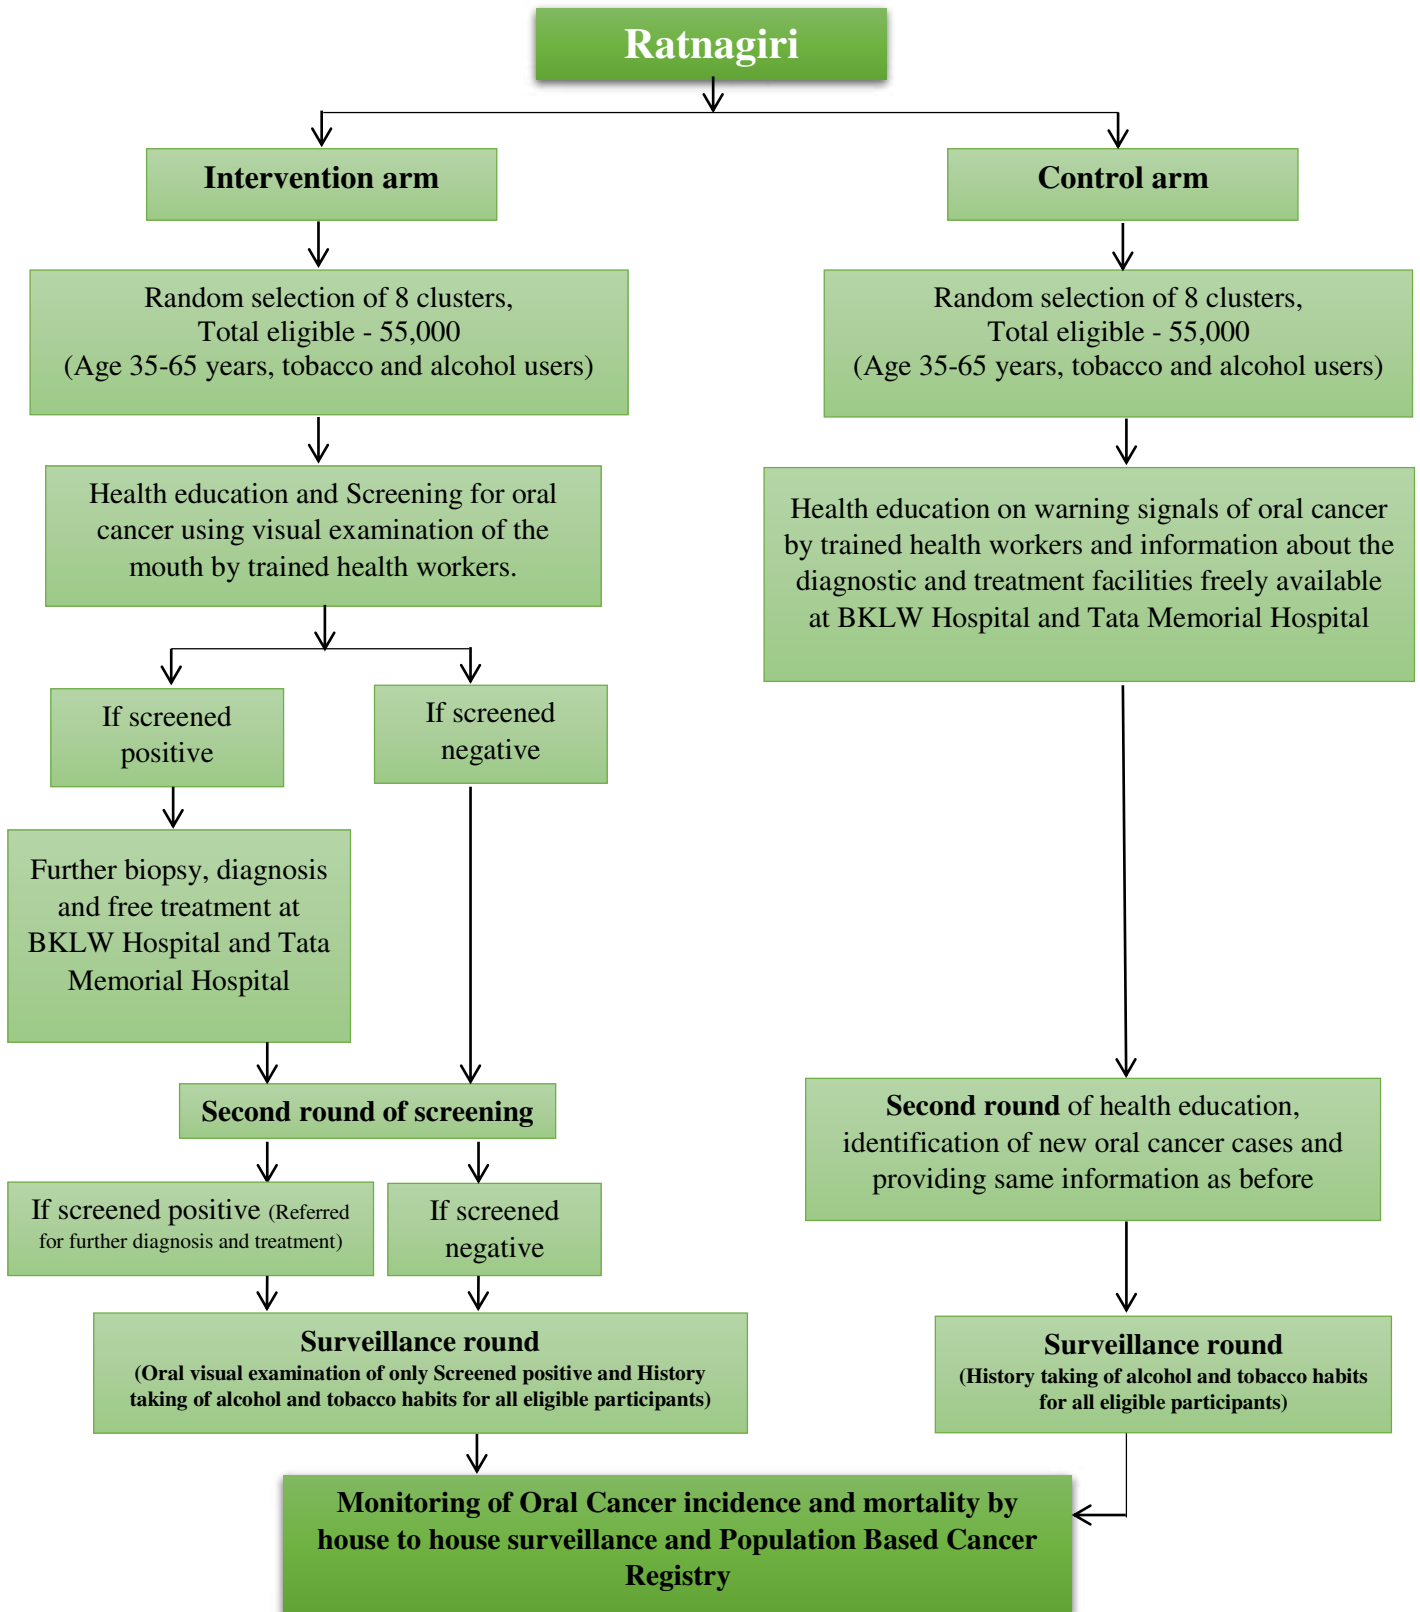 Ratnagiri
Intervention arm
Control arm
Random selection of 8 clusters,
Total eligible - 55,000
(Age 35-65 years, tobacco and alcohol users)
Random selection of 8 clusters,
Total eligible - 55,000
(Age 35-65 years, tobacco and alcohol users)
Health education and Screening for oral
cancer using visual examination of the
mouth by trained health workers.
Health education on warning signals of oral cancer
by trained health workers and information about the
diagnostic and treatment facilities freely available
at BKLW Hospital and Tata Memorial Hospital
If screened
positive
If screened
negative
Further biopsy, diagnosis
and free treatment at
BKLW Hospital and Tata
Memorial Hospital
Second round of screening
Second round of health education,
identification of new oral cancer cases and
providing same information as before
If screened positive (Referred
for further diagnosis and treatment)
If screened
negative
Surveillance round
(Oral visual examination of only Screened positive and History
taking of alcohol and tobacco habits for all eligible participants)
Surveillance round
(History taking of alcohol and tobacco habits
for all eligible participants)
Monitoring of Oral Cancer incidence and mortality by
house to house surveillance and Population Based Cancer
Registry